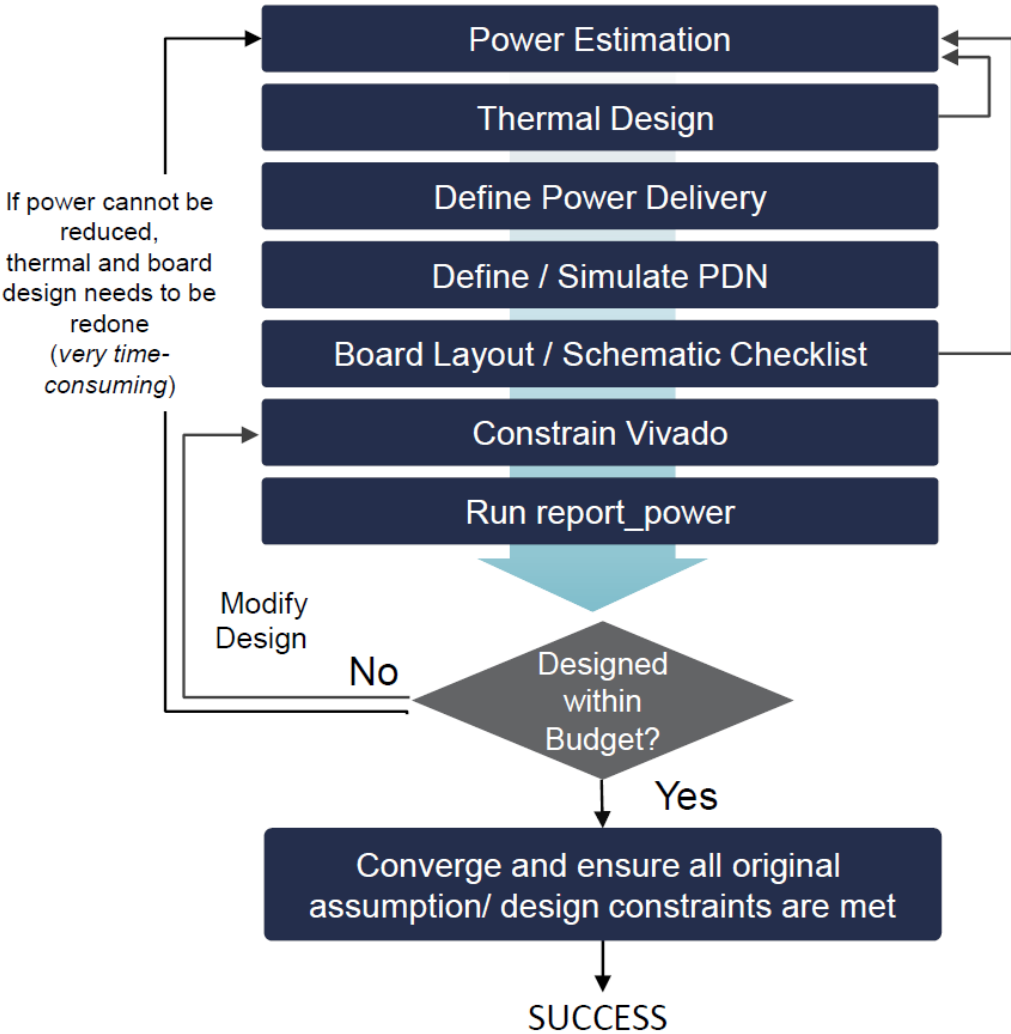 Power Estimation
Thermal Design
Define Power Delivery
Define / Simulate PDN
Board Layout / Schematic Checklist
Constrain Vivado
Run report_power
If power cannot be
reduced,
thermal and board
design needs to be
redone
(very time-
consuming)
Modify
Design
No
Designed
within
Budget?
Yes
Converge and ensure all original
assumption/ design constraints are met
SUCCESS